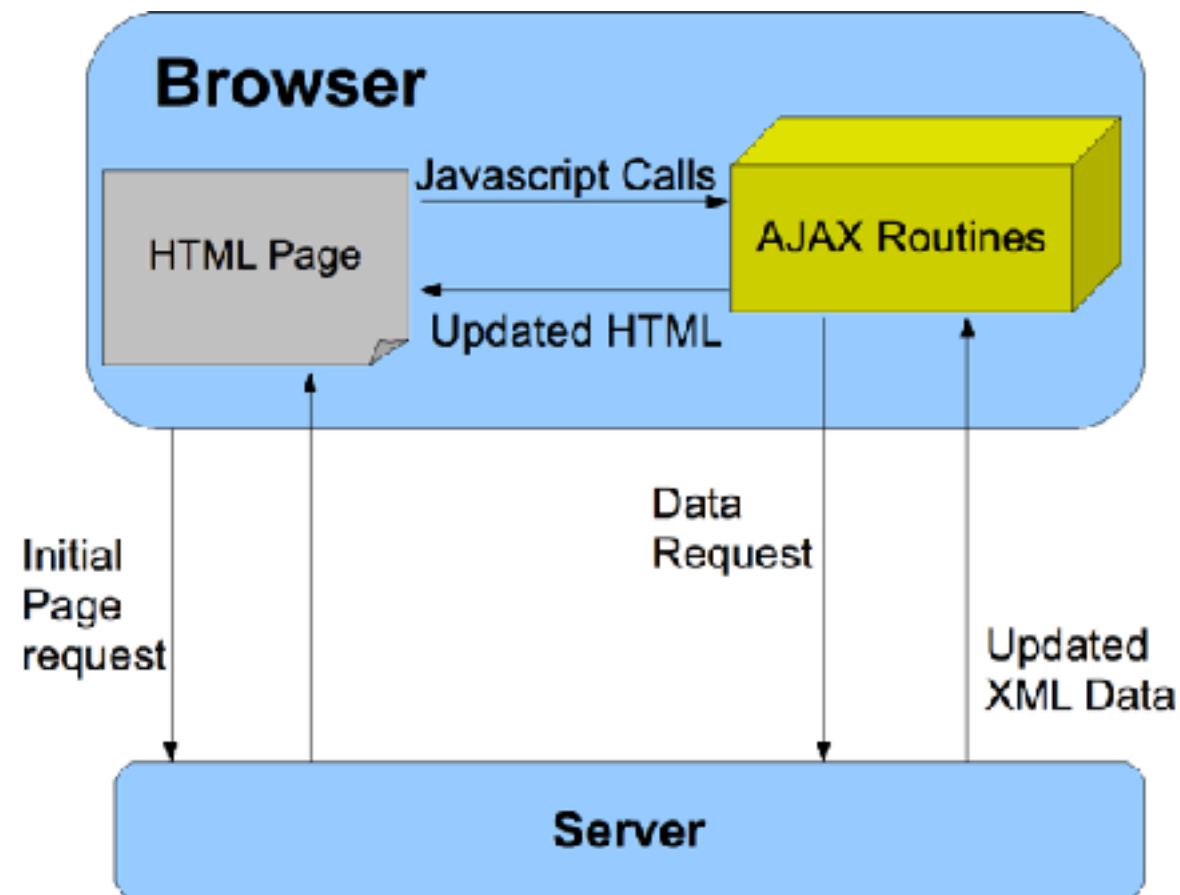 Browser
Javascript Calls
HTML Page
AJAX Routines
Updated HTML
Initial
Page
request
Data
Request
Updated
XML Data
Server